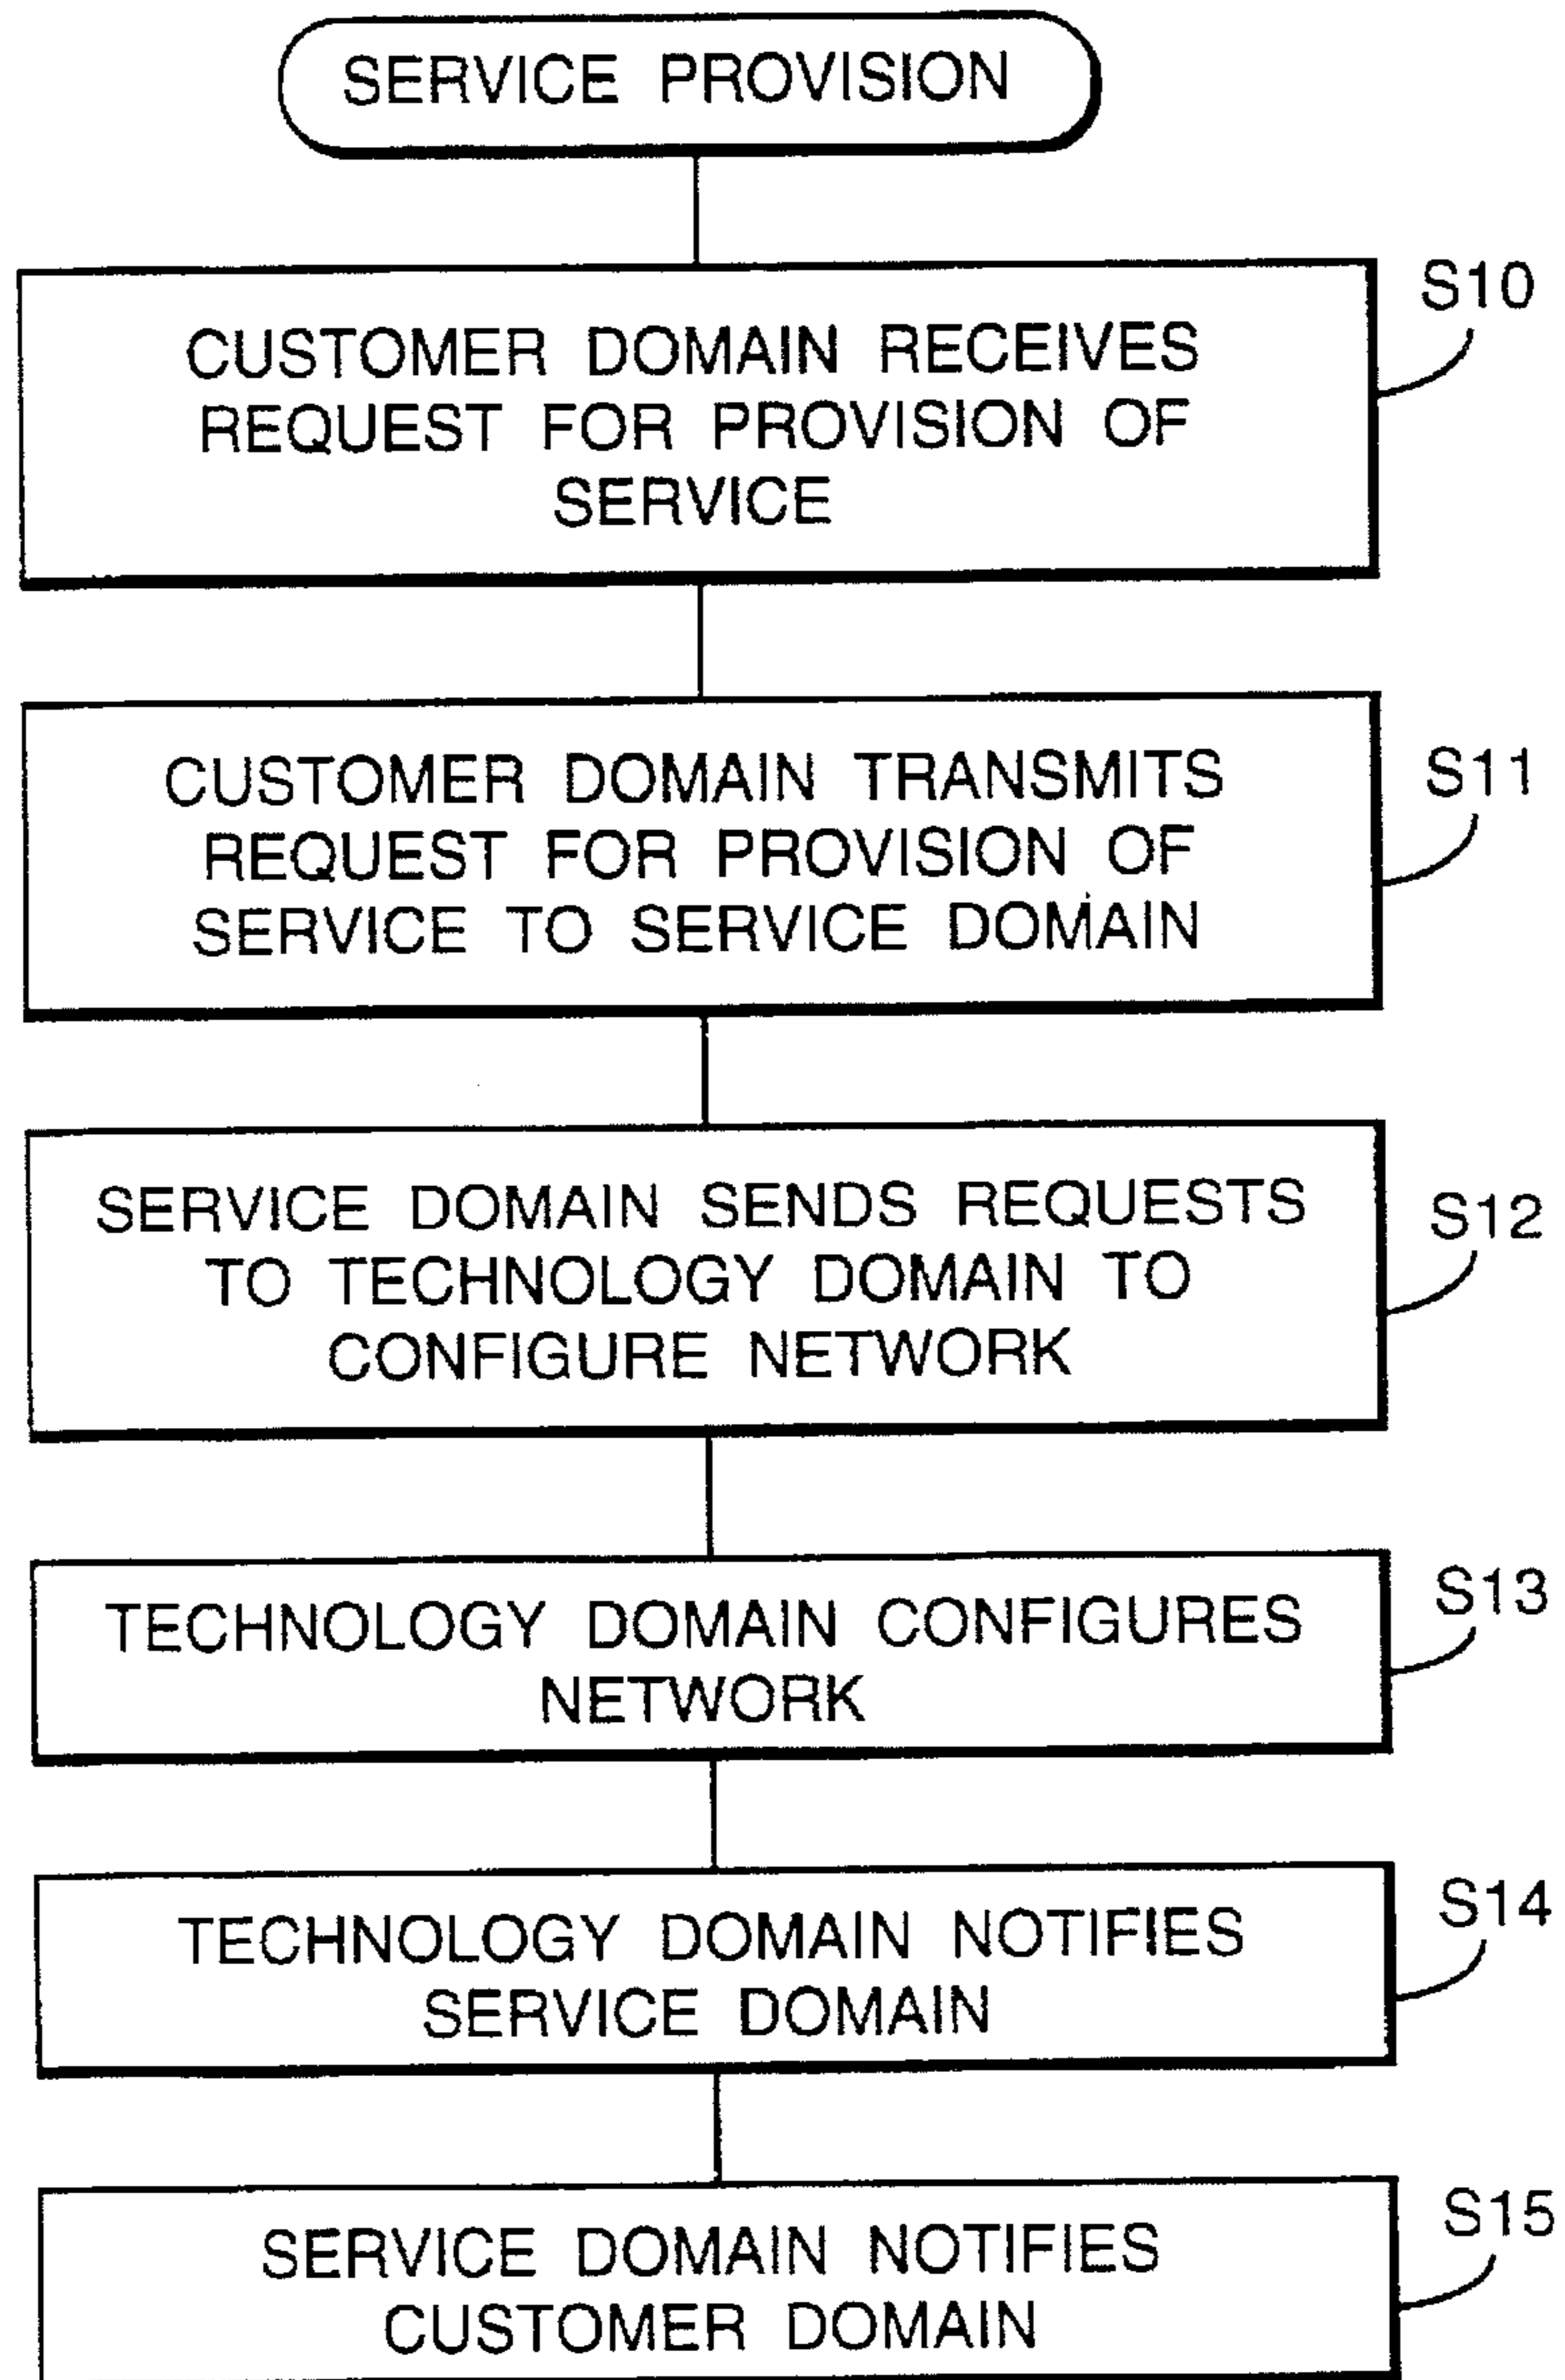 SERVICE PROVISION
CUSTOMER DOMAIN RECEIVES
REQUEST FOR PROVISION OF
SERVICE
S10
CUSTOMER DOMAIN TRANSMITS
REQUEST FOR PROVISION OF
SERVICE TO SERVICE DOMAIN
S11
SERVICE DOMAIN SENDS REQUESTS
TO TECHNOLOGY DOMAIN TO
CONFIGURE NETWORK
S12
TECHNOLOGY DOMAIN CONFIGURES
NETWORK
S13
TECHNOLOGY DOMAIN NOTIFIES
SERVICE DOMAIN
S14
SERVICE DOMAIN NOTIFIES
CUSTOMER DOMAIN
S15